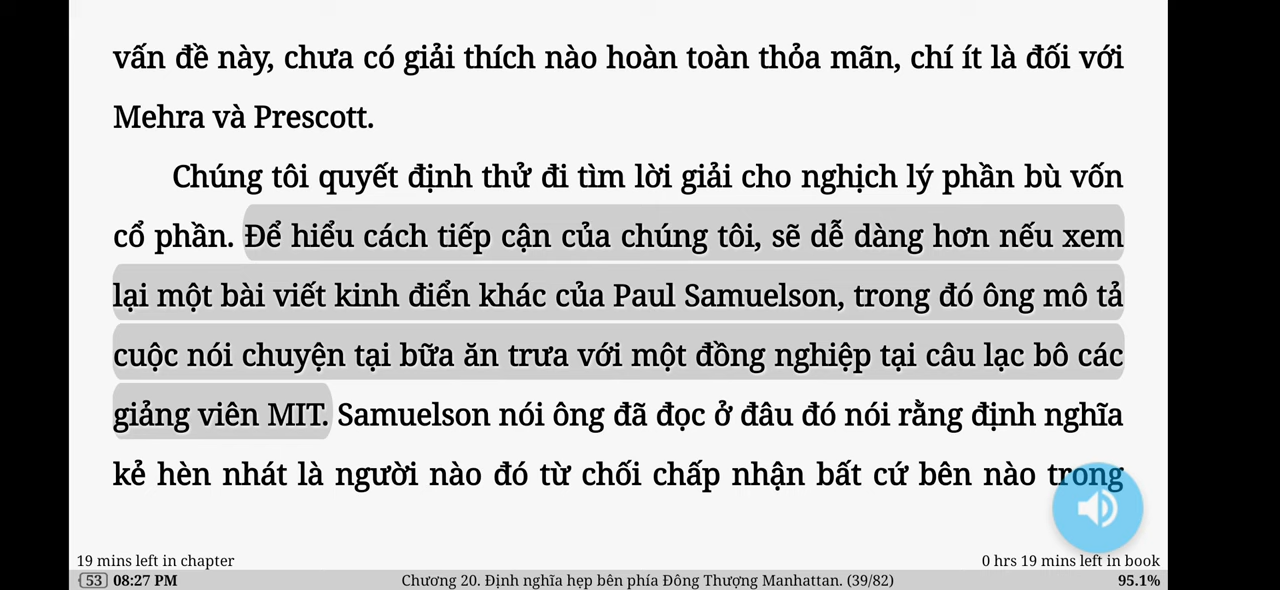 vấn đề này, chưa có giải thích nào hoàn toàn thỏa mãn, chí ít là đối với
Mehra và Prescott.
Chúng tôi quyết định thử đi tìm lời giải cho nghịch lý phần bù vốn
cổ phần. Để hiểu cách tiếp cận của chúng tôi, sẽ dễ dàng hơn nếu xem
lại một bài viết kinh điển khác của Paul Samuelson, trong đó ông mô tả
cuộc nói chuyện tại bữa ăn trưa với một đồng nghiệp tại câu lạc bô các
giảng viên MIT. Samuelson nói ông đã đọc ở đâu đó nói rằng định nghĩa
kẻ hèn nhát là người nào đó từ chối chấp nhận bất cứ bên nào trong
19 mins left in chapter
0 hrs 19 mins left in book
53 08:27 PM
Chương 20. Định nghĩa hẹp bên phía Đông Thượng Manhattan. (39/82)
95.1%